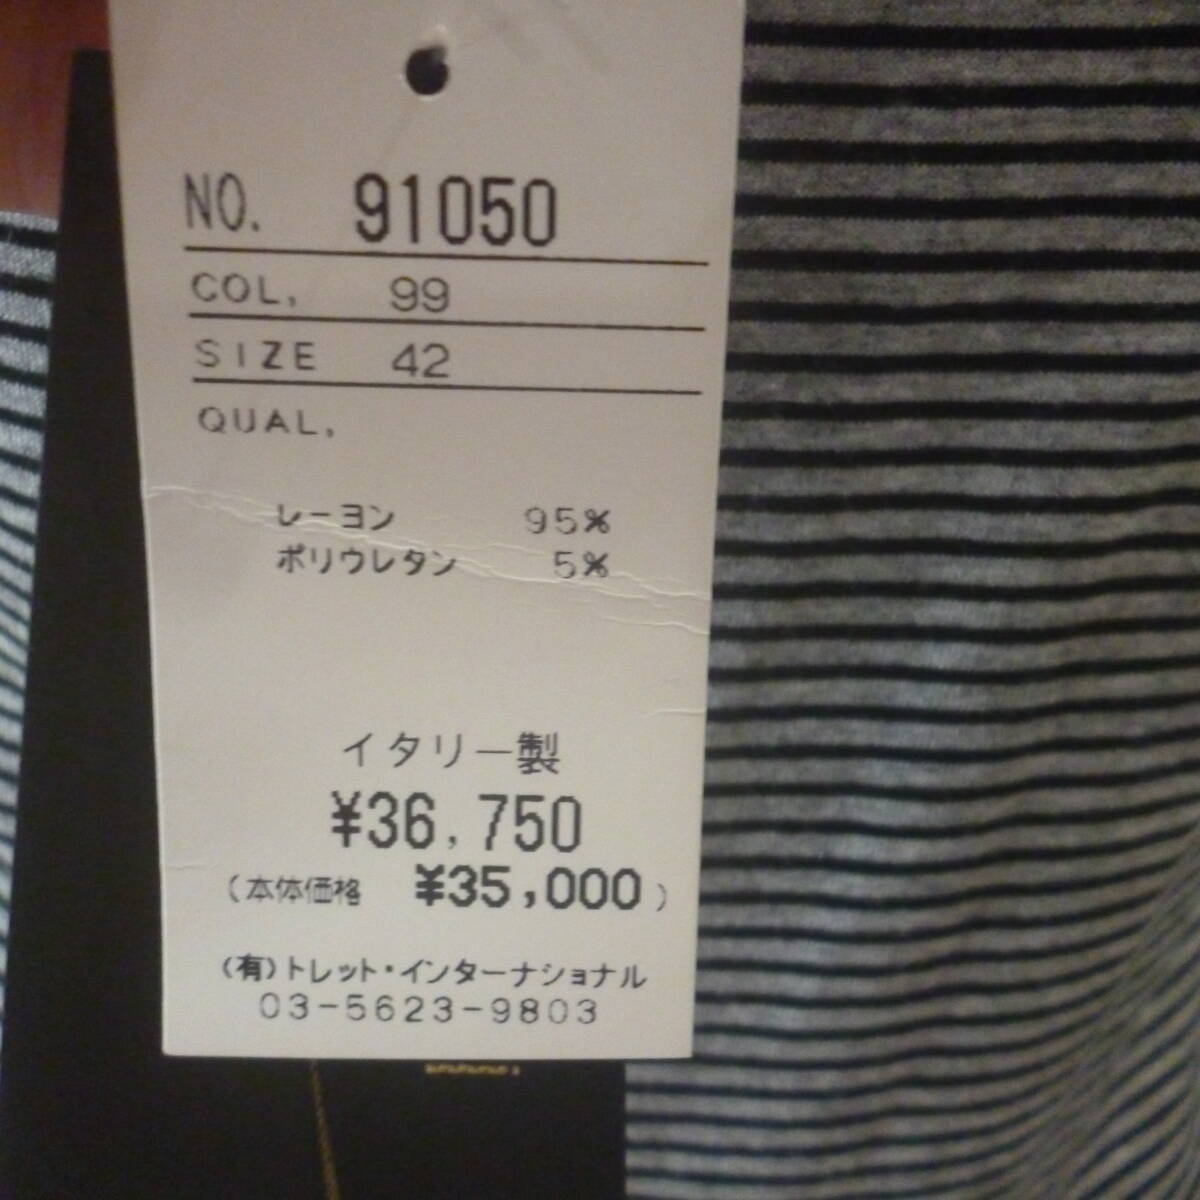 NO. 91050
COL, 99
SIZE 42
QUAL,
レーヨン 95%
ポリウレタン 5%
イタリー製
¥36,750
(本体価格 ¥35,000)
(有)トレット・インターナショナル
03-5623-9803